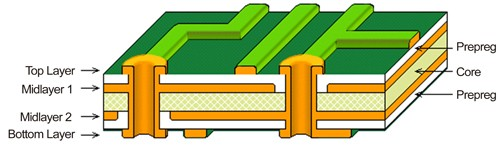 Top Layer
Midlayer 1
Midlayer 2
Bottom Layer
Prepreg
Core
Prepreg